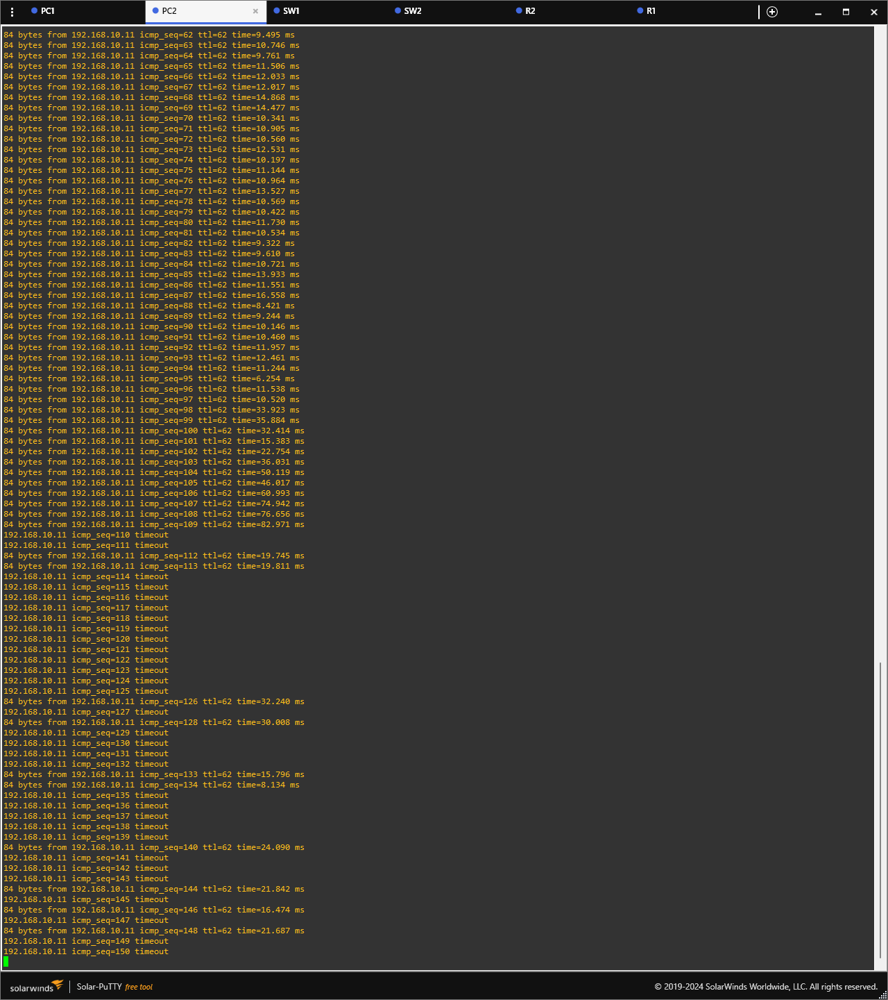 PC1
PC2
SW1
SW2
R2
R1
84 bytes from 192.168.10.11 icmp_seq=62 ttl=62 time=9.495 ms
84 bytes from 192.168.10.11 icmp_seq=63 ttl=62 time=10.746 ms
84 bytes from 192.168.10.11 icmp_seq=64 ttl=62 time=9.761 ms
84 bytes from 192.168.10.11 icmp_seq=65 ttl=62 time=11.506 ms
84 bytes from 192.168.10.11 icmp_seq=66 ttl=62 time=12.033 ms
84 bytes from 192.168.10.11 icmp_seq=67 ttl=62 time=12.017 ms
84 bytes from 192.168.10.11 icmp_seq=68 ttl=62 time=14.868 ms
84 bytes from 192.168.10.11 icmp_seq=69 ttl=62 time=14.477 ms
84 bytes from 192.168.10.11 icmp_seq=70 ttl=62 time=10.341 ms
84 bytes from 192.168.10.11 icmp_seq=71 ttl=62 time=10.905 ms
84 bytes from 192.168.10.11 icmp_seq=72 ttl=62 time=10.560 ms
84 bytes from 192.168.10.11 icmp_seq=73 ttl=62 time=12.531 ms
84 bytes from 192.168.10.11 icmp_seq=74 ttl=62 time=10.197 ms
84 bytes from 192.168.10.11 icmp_seq=75 ttl=62 time=11.144 ms
84 bytes from 192.168.10.11 icmp_seq=76 ttl=62 time=10.964 ms
84 bytes from 192.168.10.11 icmp_seq=77 ttl=62 time=13.527 ms
84 bytes from 192.168.10.11 icmp_seq=78 ttl=62 time=10.569 ms
84 bytes from 192.168.10.11 icmp_seq=79 ttl=62 time=10.422 ms
84 bytes from 192.168.10.11 icmp_seq=80 ttl=62 time=11.730 ms
84 bytes from 192.168.10.11 icmp_seq=81 ttl=62 time=10.534 ms
84 bytes from 192.168.10.11 icmp_seq=82 ttl=62 time=9.322 ms
84 bytes from 192.168.10.11 icmp_seq=83 ttl=62 time=9.610 ms
84 bytes from 192.168.10.11 icmp_seq=84 ttl=62 time=10.721 ms
84 bytes from 192.168.10.11 icmp_seq=85 ttl=62 time=13.933 ms
84 bytes from 192.168.10.11 icmp_seq=86 ttl=62 time=11.551 ms
84 bytes from 192.168.10.11 icmp_seq=87 ttl=62 time=16.558 ms
84 bytes from 192.168.10.11 icmp_seq=88 ttl=62 time=8.421 ms
84 bytes from 192.168.10.11 icmp_seq=89 ttl=62 time=9.244 ms
84 bytes from 192.168.10.11 icmp_seq=90 ttl=62 time=10.146 ms
84 bytes from 192.168.10.11 icmp_seq=91 ttl=62 time=10.460 ms
84 bytes from 192.168.10.11 icmp_seq=92 ttl=62 time=11.957 ms
84 bytes from 192.168.10.11 icmp_seq=93 ttl=62 time=12.461 ms
84 bytes from 192.168.10.11 icmp_seq=94 ttl=62 time=11.244 ms
84 bytes from 192.168.10.11 icmp_seq=95 ttl=62 time=6.254 ms
84 bytes from 192.168.10.11 icmp_seq=96 ttl=62 time=11.538 ms
84 bytes from 192.168.10.11 icmp_seq=97 ttl=62 time=10.520 ms
84 bytes from 192.168.10.11 icmp_seq=98 ttl=62 time=33.923 ms
84 bytes from 192.168.10.11 icmp_seq=99 ttl=62 time=35.884 ms
84 bytes from 192.168.10.11 icmp_seq=100 ttl=62 time=32.414 ms
84 bytes from 192.168.10.11 icmp_seq=101 ttl=62 time=15.383 ms
84 bytes from 192.168.10.11 icmp_seq=102 ttl=62 time=22.754 ms
84 bytes from 192.168.10.11 icmp_seq=103 ttl=62 time=36.031 ms
84 bytes from 192.168.10.11 icmp_seq=104 ttl=62 time=50.119 ms
84 bytes from 192.168.10.11 icmp_seq=105 ttl=62 time=46.017 ms
84 bytes from 192.168.10.11 icmp_seq=106 ttl=62 time=60.993 ms
84 bytes from 192.168.10.11 icmp_seq=107 ttl=62 time=74.942 ms
84 bytes from 192.168.10.11 icmp_seq=108 ttl=62 time=76.656 ms
84 bytes from 192.168.10.11 icmp_seq=109 ttl=62 time=82.971 ms
192.168.10.11 icmp_seq=110 timeout
192.168.10.11 icmp_seq=111 timeout
84 bytes from 192.168.10.11 icmp_seq=112 ttl=62 time=19.745 ms
84 bytes from 192.168.10.11 icmp_seq=113 ttl=62 time=19.811 ms
192.168.10.11 icmp_seq=114 timeout
192.168.10.11 icmp_seq=115 timeout
192.168.10.11 icmp_seq=116 timeout
192.168.10.11 icmp_seq=117 timeout
192.168.10.11 icmp_seq=118 timeout
192.168.10.11 icmp_seq=119 timeout
192.168.10.11 icmp_seq=120 timeout
192.168.10.11 icmp_seq=121 timeout
192.168.10.11 icmp_seq=122 timeout
192.168.10.11 icmp_seq=123 timeout
192.168.10.11 icmp_seq=124 timeout
192.168.10.11 icmp_seq=125 timeout
84 bytes from 192.168.10.11 icmp_seq=126 ttl=62 time=32.240 ms
192.168.10.11 icmp_seq=127 timeout
84 bytes from 192.168.10.11 icmp_seq=128 ttl=62 time=30.008 ms
192.168.10.11 icmp_seq=129 timeout
192.168.10.11 icmp_seq=130 timeout
192.168.10.11 icmp_seq=131 timeout
192.168.10.11 icmp_seq=132 timeout
84 bytes from 192.168.10.11 icmp_seq=133 ttl=62 time=15.796 ms
84 bytes from 192.168.10.11 icmp_seq=134 ttl=62 time=8.134 ms
192.168.10.11 icmp_seq=135 timeout
192.168.10.11 icmp_seq=136 timeout
192.168.10.11 icmp_seq=137 timeout
192.168.10.11 icmp_seq=138 timeout
192.168.10.11 icmp_seq=139 timeout
84 bytes from 192.168.10.11 icmp_seq=140 ttl=62 time=24.090 ms
192.168.10.11 icmp_seq=141 timeout
192.168.10.11 icmp_seq=142 timeout
192.168.10.11 icmp_seq=143 timeout
84 bytes from 192.168.10.11 icmp_seq=144 ttl=62 time=21.842 ms
192.168.10.11 icmp_seq=145 timeout
84 bytes from 192.168.10.11 icmp_seq=146 ttl=62 time=16.474 ms
192.168.10.11 icmp_seq=147 timeout
84 bytes from 192.168.10.11 icmp_seq=148 ttl=62 time=21.687 ms
192.168.10.11 icmp_seq=149 timeout
192.168.10.11 icmp_seq=150 timeout
solarwinds
Solar-PuTTY free tool
© 2019-2024 SolarWinds Worldwide, LLC. All rights reserved.